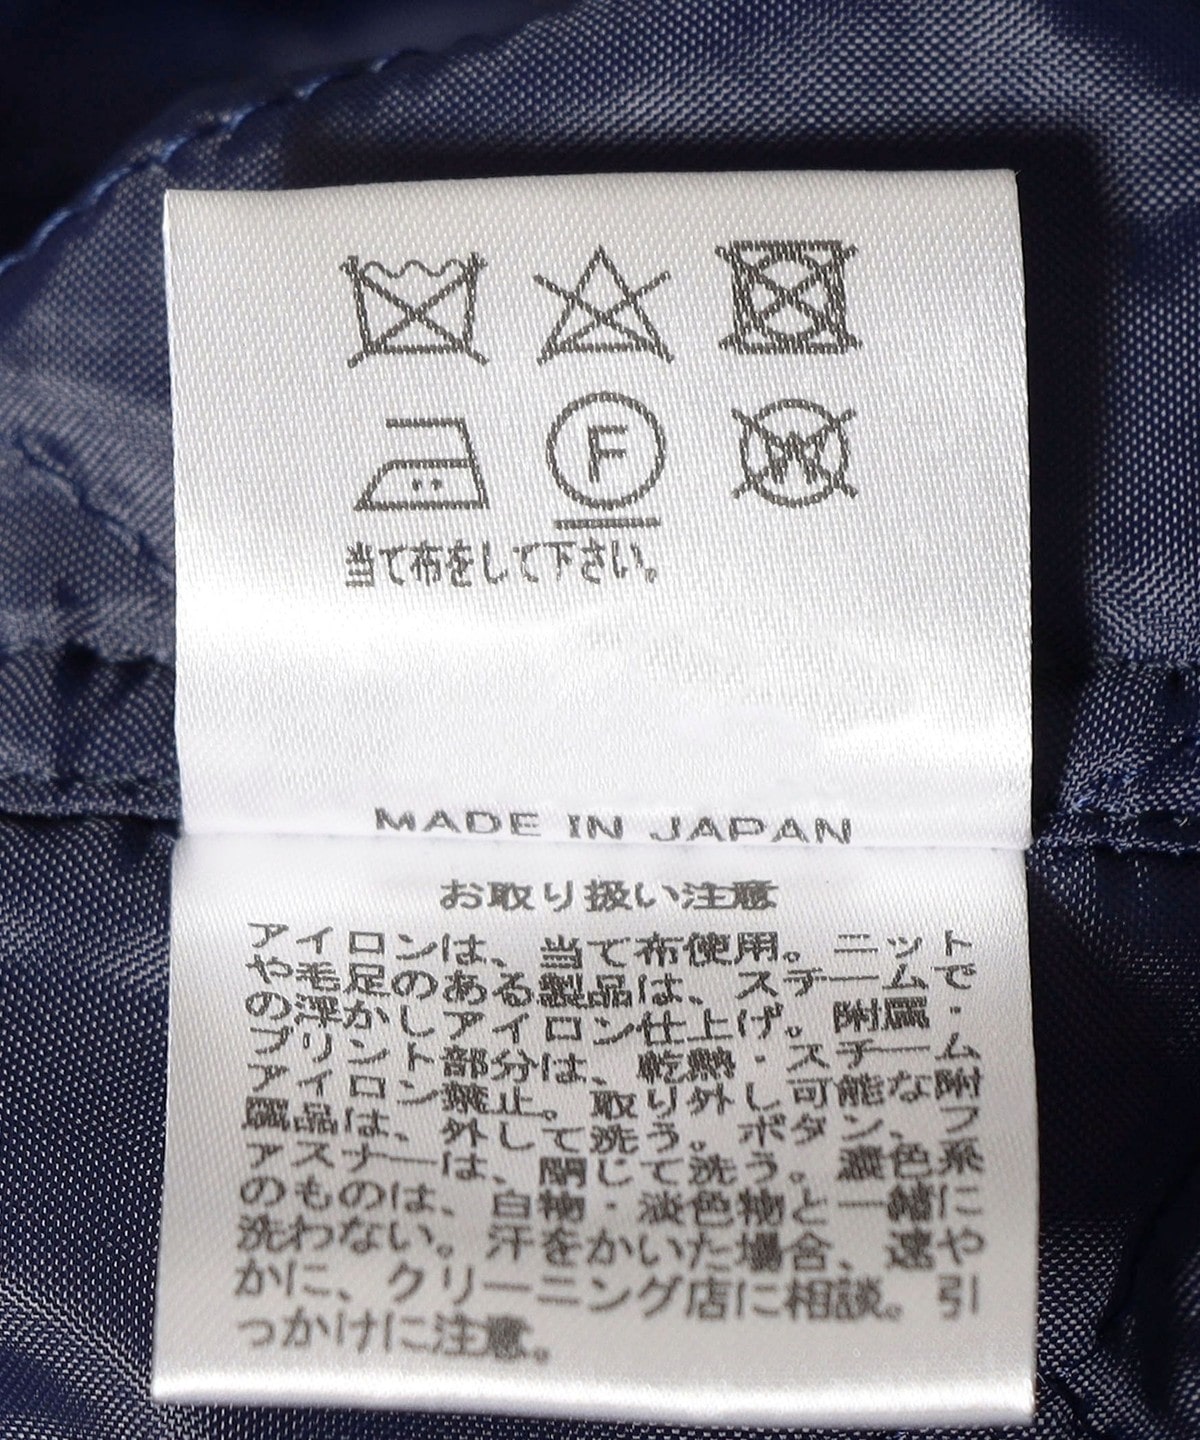 F
W
当て布をして下さい。
MADE IN JAPAN
お取り扱い注意
アイロンは、当て布使用。ニット
や毛足のある製品は、スチームで
の浮かしアイロン仕上げ。附属・
プリント部分は、乾熱・スチーム
アイロン禁止。取り外し可能な附
属品は、外して洗う。ボタン、フ
アスナーは、閉じて洗う。濃色系
のものは、白物・淡色物と一緒に
洗わない。汗をかいた場合、速や
かに、クリーニング店に相談。引
っかけに注意。